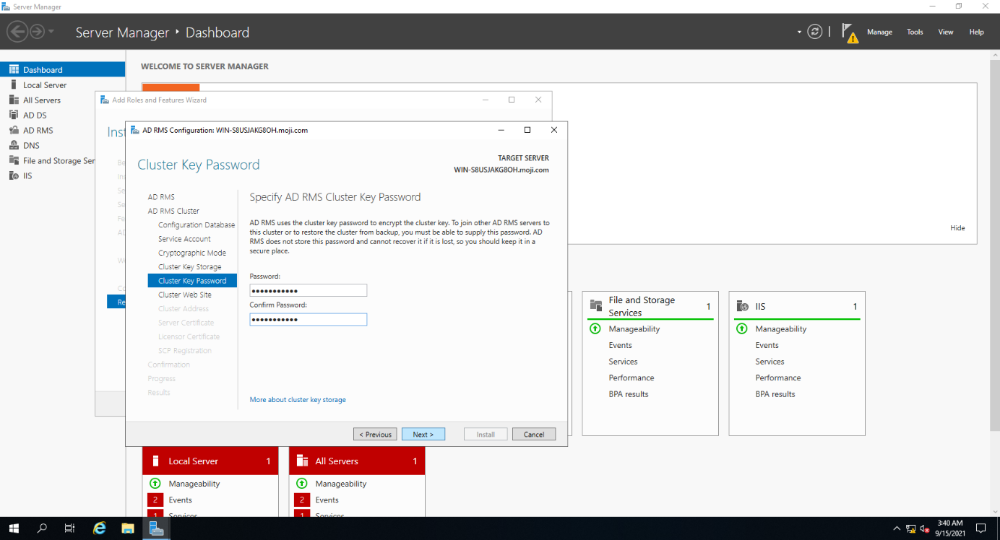 Server Manager
Server Manager ‣ Dashboard
Manage Tools View Help
Dashboard
Local Server
All Servers
AD DS
AD RMS
DNS
File and Storage Ser
IIS
WELCOME TO SERVER MANAGER
Hide
Add Roles and Features Wizard
Inst
Be
In
Se
Se
Fe
AD
W
Co
Re
AD RMS Configuration: WIN-S8USJAKG8OH.moji.com
Cluster Key Password
TARGET SERVER
WIN-S8USJAKG8OH.moji.com
AD RMS
AD RMS Cluster
Configuration Database
Service Account
Cryptographic Mode
Cluster Key Storage
Cluster Key Password
Cluster Web Site
Cluster Address
Server Certificate
Licensor Certificate
SCP Registration
Confirmation
Progress
Results
Specify AD RMS Cluster Key Password
AD RMS uses the cluster key password to encrypt the cluster key. To join other AD RMS servers to
this cluster or to restore the cluster from backup, you must be able to supply this password. AD
RMS does not store this password and cannot recover it if it is lost, so you should keep it in a
secure place.
Password:
●●●●●●●●●●●
Confirm Password:
●●●●●●●●●●●
More about cluster key storage
< Previous Next > Install Cancel
File and Storage
Services 1
Manageability
Events
Services
Performance
BPA results
IIS 1
Manageability
Events
Services
Performance
BPA results
Local Server 1
Manageability
2 Events
1 Services
All Servers 1
Manageability
2 Events
1 Services
3:40 AM
9/15/2021